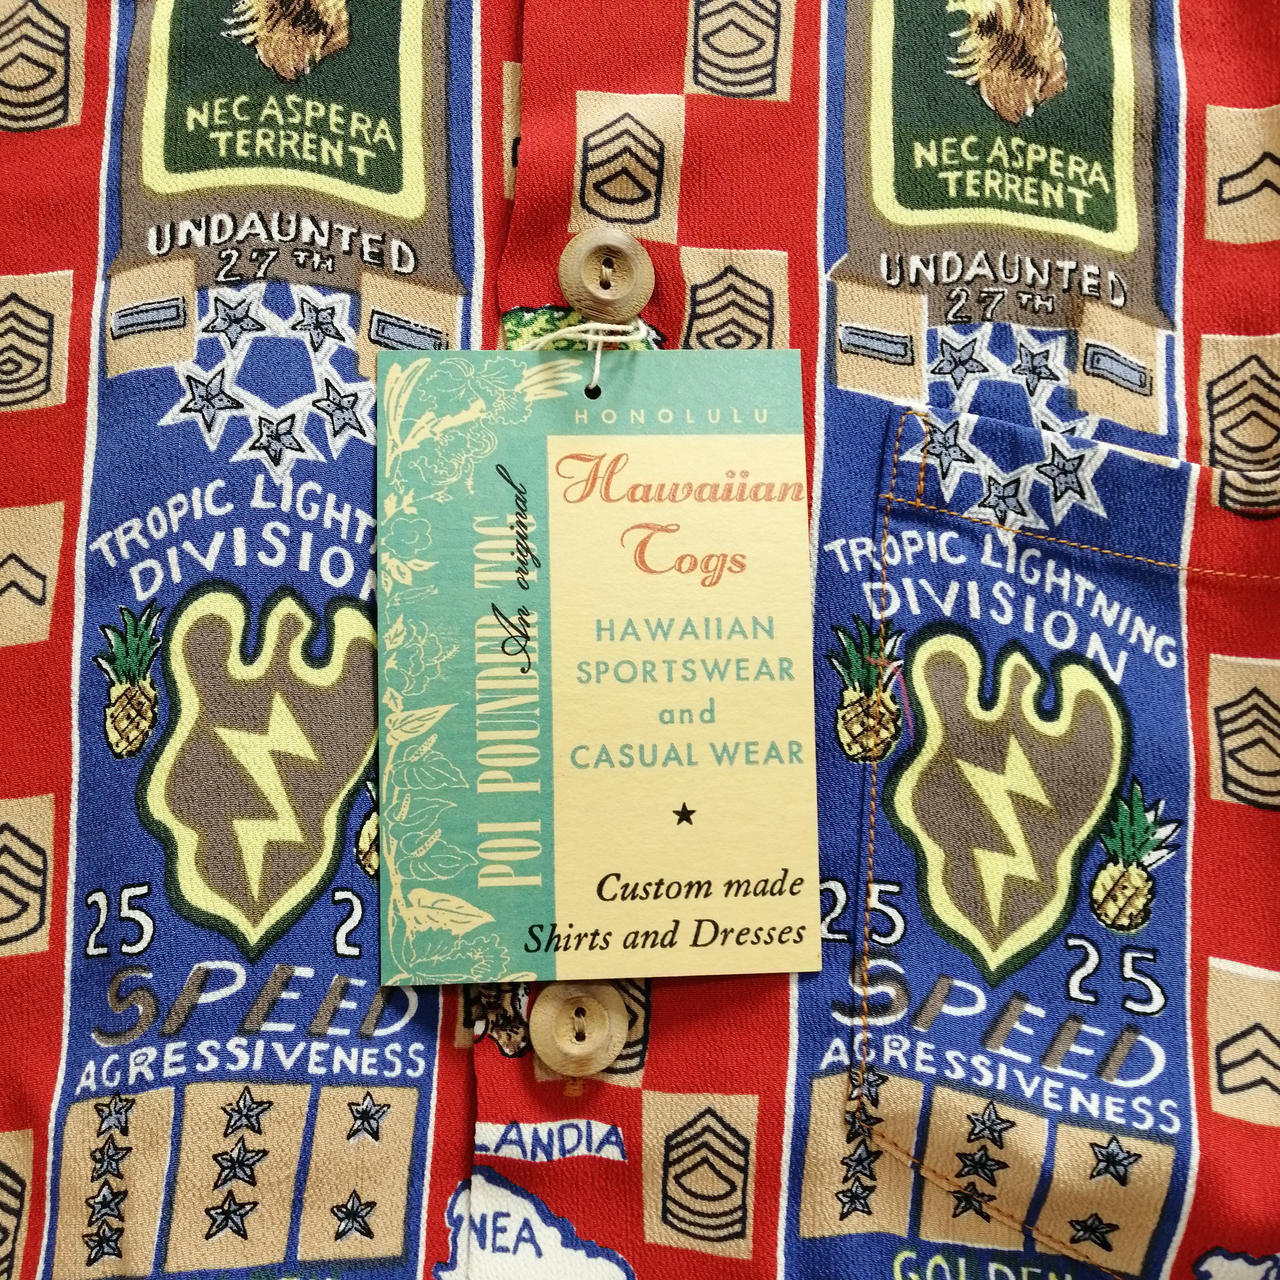 NEC ASPERA
TERRENT
UNDAUNTED
27TH
TROPIC LIGHT
DIVISION
25
2
SPEED
AGRESSIVENESS
NEC ASPERA
TERRENT
UNDAUNTED
27TH
TROPIC LIGHTNING
DIVISION
25
25
SPEED
AGRESSIVENESS
GOLDEN
HONOLULU
An original
POI POUNDER TOG
Hawaiian
Togs
HAWAIIAN
SPORTSWEAR
and
CASUAL WEAR
Custom made
Shirts and Dresses
LANDIA
NEA